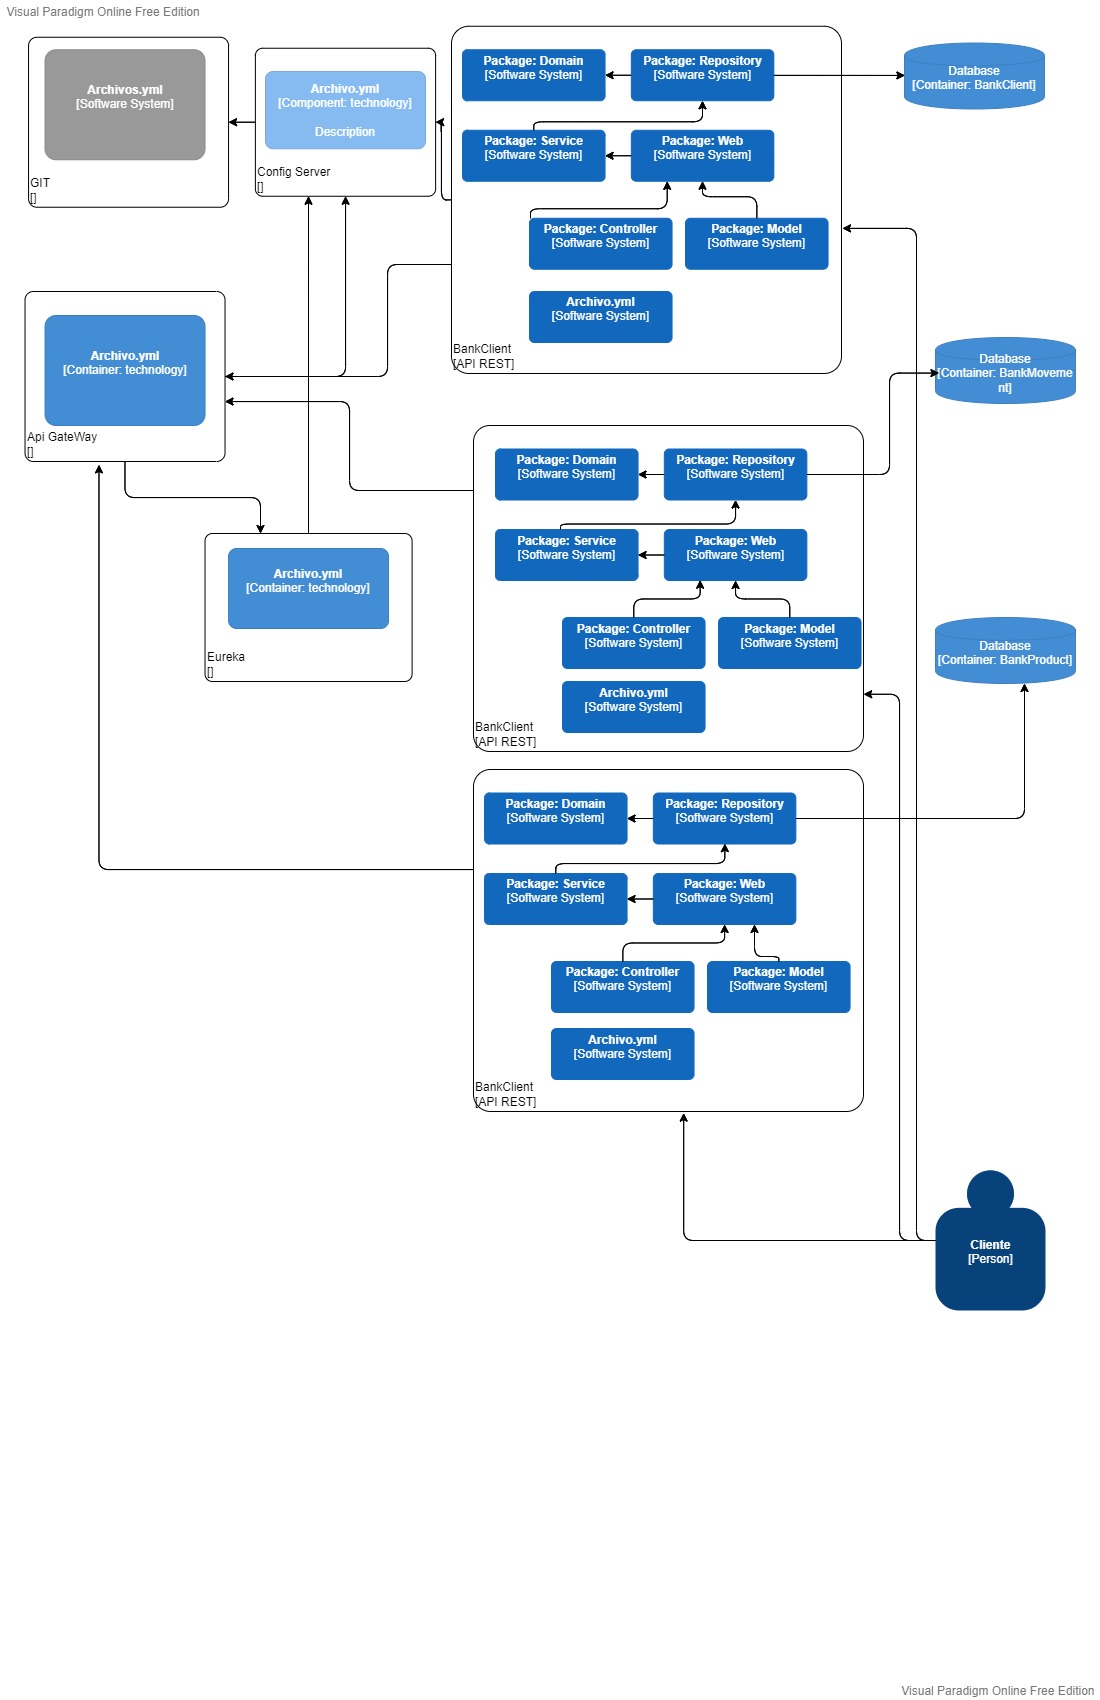 Visual Paradigm Online Free Edition
Archivos.yml
[Software System]
GIT
[]
Archivo.yml
[Component: technology]
Description
Config Server
[]
Package: Domain
[Software System]
Package: Repository
[Software System]
Package: Service
[Software System]
Package: Web
[Software System]
Package: Controller
[Software System]
Package: Model
[Software System]
Archivo.yml
[Software System]
BankClient
[API REST]
Database
[Container: BankClient]
Archivo.yml
[Container: technology]
Api GateWay
[]
Database
[Container: BankMoveme
nt]
Package: Domain
[Software System]
Package: Repository
[Software System]
Package: Service
[Software System]
Package: Web
[Software System]
Package: Controller
[Software System]
Package: Model
[Software System]
Archivo.yml
[Software System]
BankClient
[API REST]
Archivo.yml
[Container: technology]
Eureka
[]
Database
[Container: BankProduct]
Package: Domain
[Software System]
Package: Repository
[Software System]
Package: Service
[Software System]
Package: Web
[Software System]
Package: Controller
[Software System]
Package: Model
[Software System]
Archivo.yml
[Software System]
BankClient
[API REST]
Cliente
[Person]
Visual Paradigm Online Free Edition